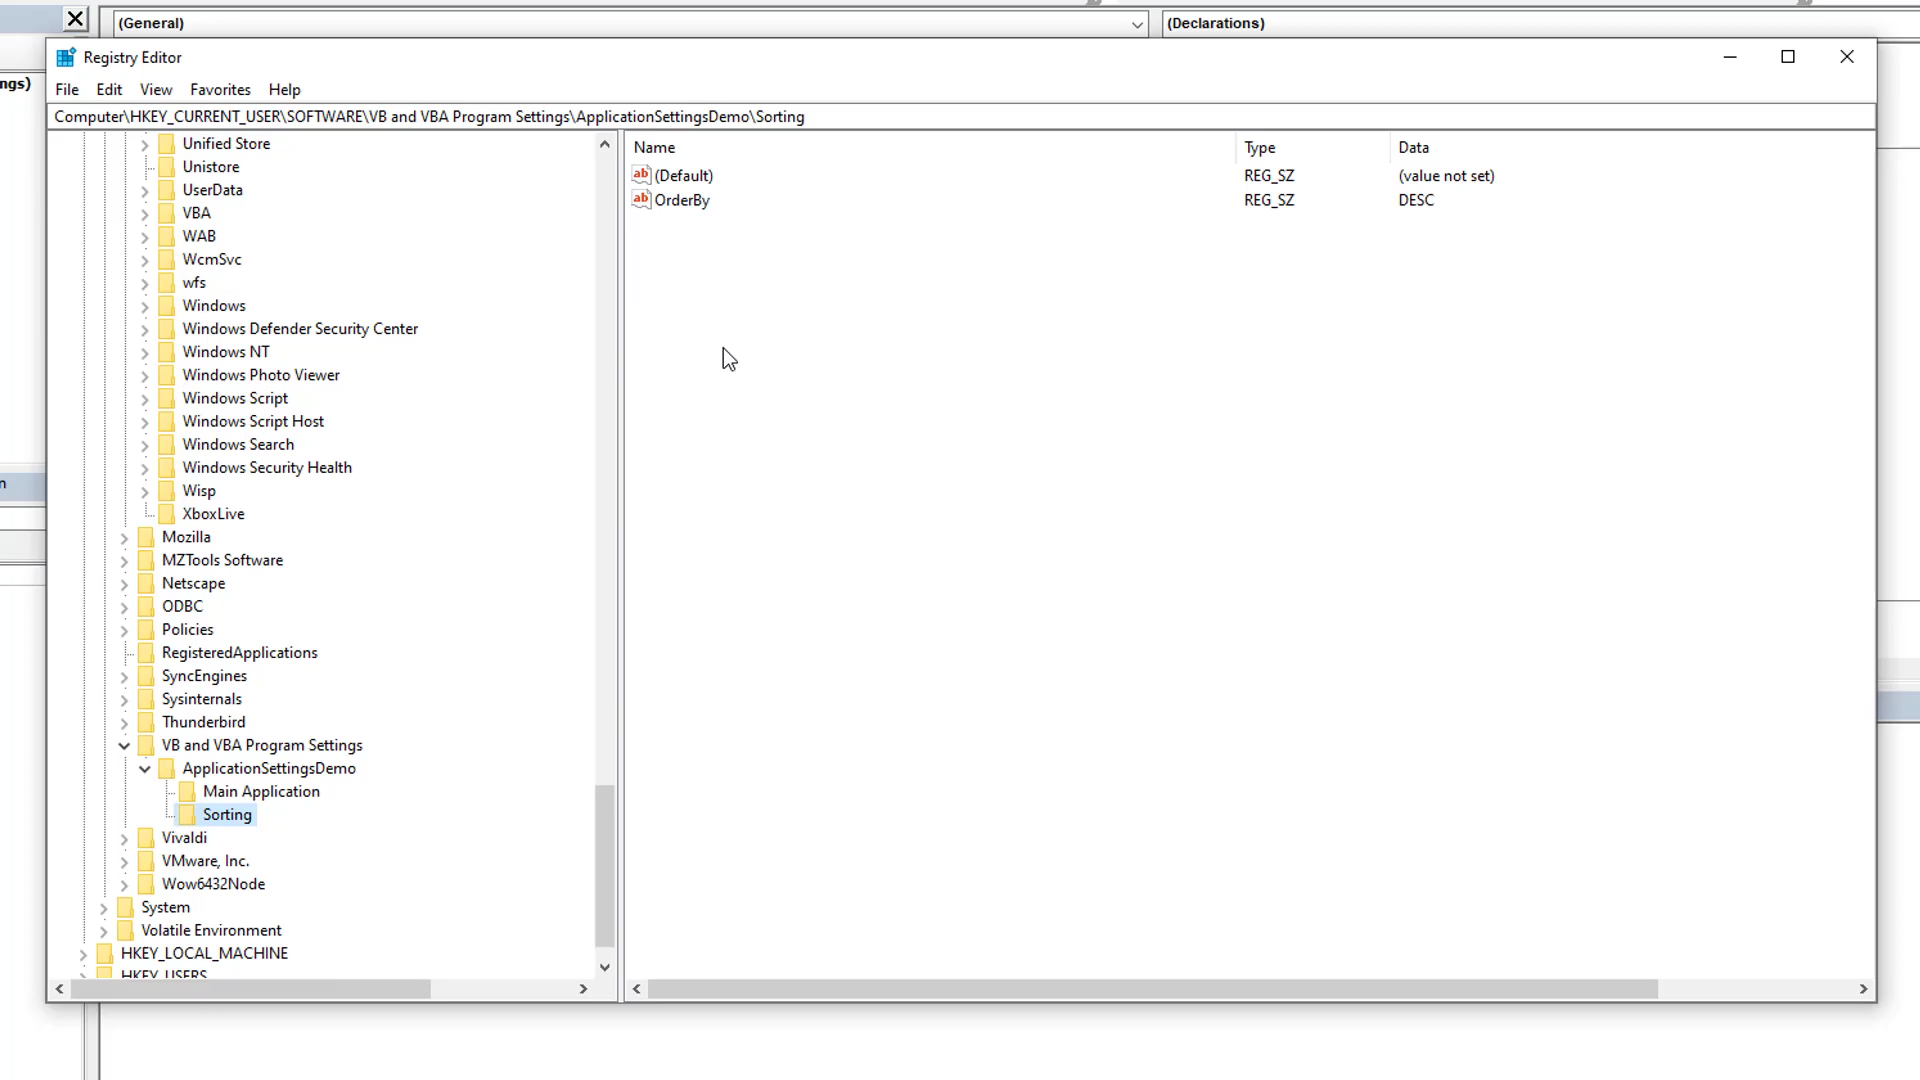 (General)
(Declarations)
Registry Editor
ngs)
File Edit View Favorites Help
Computer\HKEY_CURRENT_USER\SOFTWARE\VB and VBA Program Settings\ApplicationSettingsDemo\Sorting
Name Type Data
(Default) REG_SZ (value not set)
OrderBy REG_SZ DESC
Unified Store
Unistore
UserData
VBA
WAB
WcmSvc
wfs
Windows
Windows Defender Security Center
Windows NT
Windows Photo Viewer
Windows Script
Windows Script Host
Windows Search
Windows Security Health
Wisp
XboxLive
Mozilla
MZTools Software
Netscape
ODBC
Policies
RegisteredApplications
SyncEngines
Sysinternals
Thunderbird
VB and VBA Program Settings
ApplicationSettingsDemo
Main Application
Sorting
Vivaldi
VMware, Inc.
Wow6432Node
System
Volatile Environment
HKEY_LOCAL_MACHINE
HKEY_USERS
n